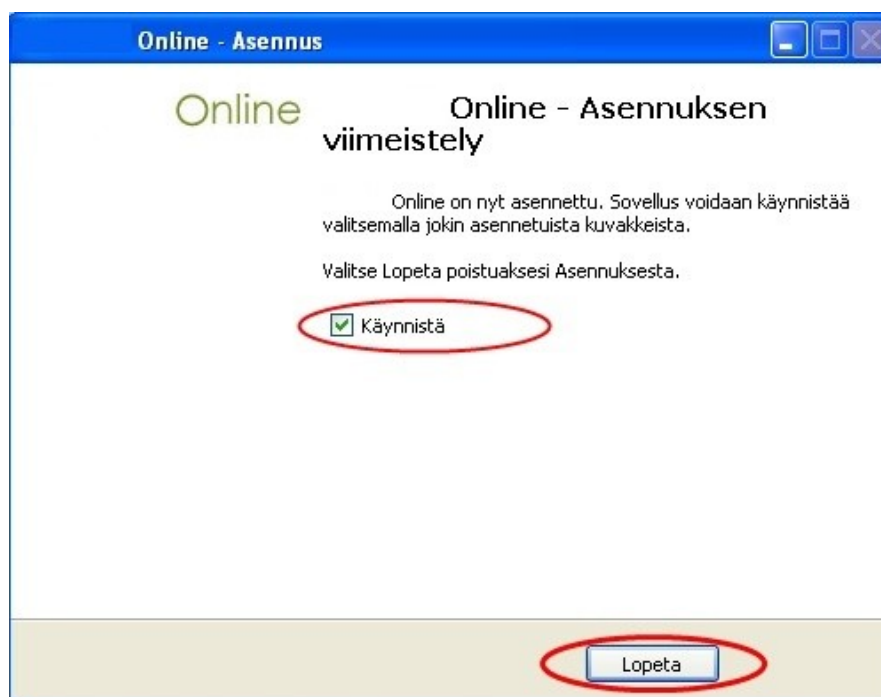 Online - Asennus
Online
Online - Asennuksen
viimeistely
Online on nyt asennettu. Sovellus voidaan käynnistää
valitsemalla jokin asennetuista kuvakkeista.
Valitse Lopeta poistuaksesi Asennuksesta.
Käynnistä
Lopeta